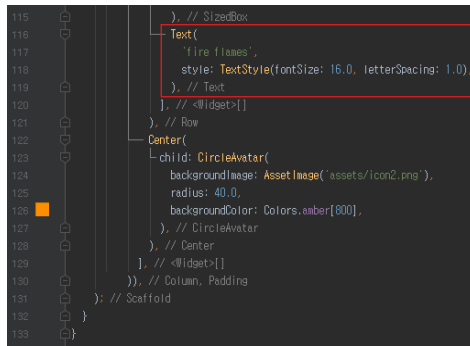 115 ), // SizedBox
116 Text(
117 'fire flames',
118 style: TextStyle(fontSize: 16.0, letterSpacing: 1.0),
119 ), // Text
120 ], // <Widget>[]
121 ), // Row
122 Center(
123 child: CircleAvatar(
124 backgroundImage: AssetImage('assets/icon2.png'),
125 radius: 40.0,
126 backgroundColor: Colors.amber[800],
127 ), // CircleAvatar
128 ), // Center
129 ], // <Widget>[]
130 )), // Column, Padding
131 ); // Scaffold
132 }
133 }